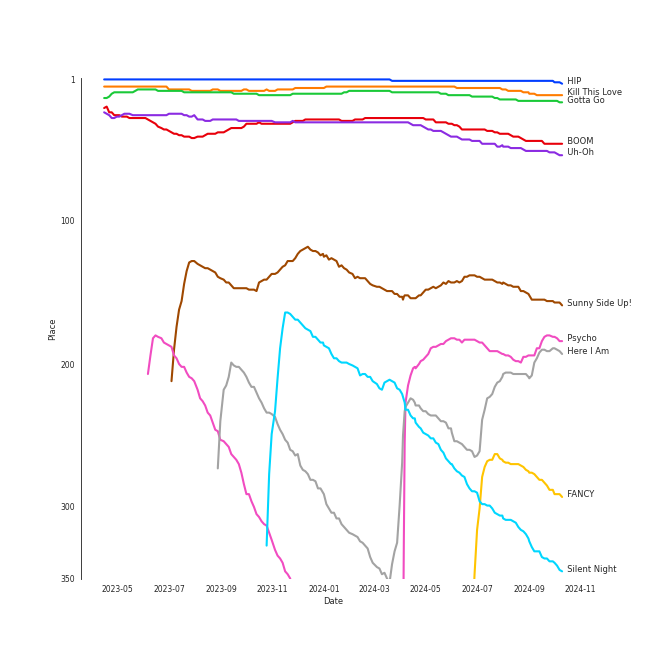 1
HIP
Kill This Love
Gotta Go
BOOM
Uh-Oh
100
Sunny Side Up!
Place
Psycho
Here I Am
200
FANCY
300
Silent Night
350
2023-05 2023-07 2023-09 2023-11 2024-01 2024-03 2024-05 2024-07 2024-09 2024-11
Date